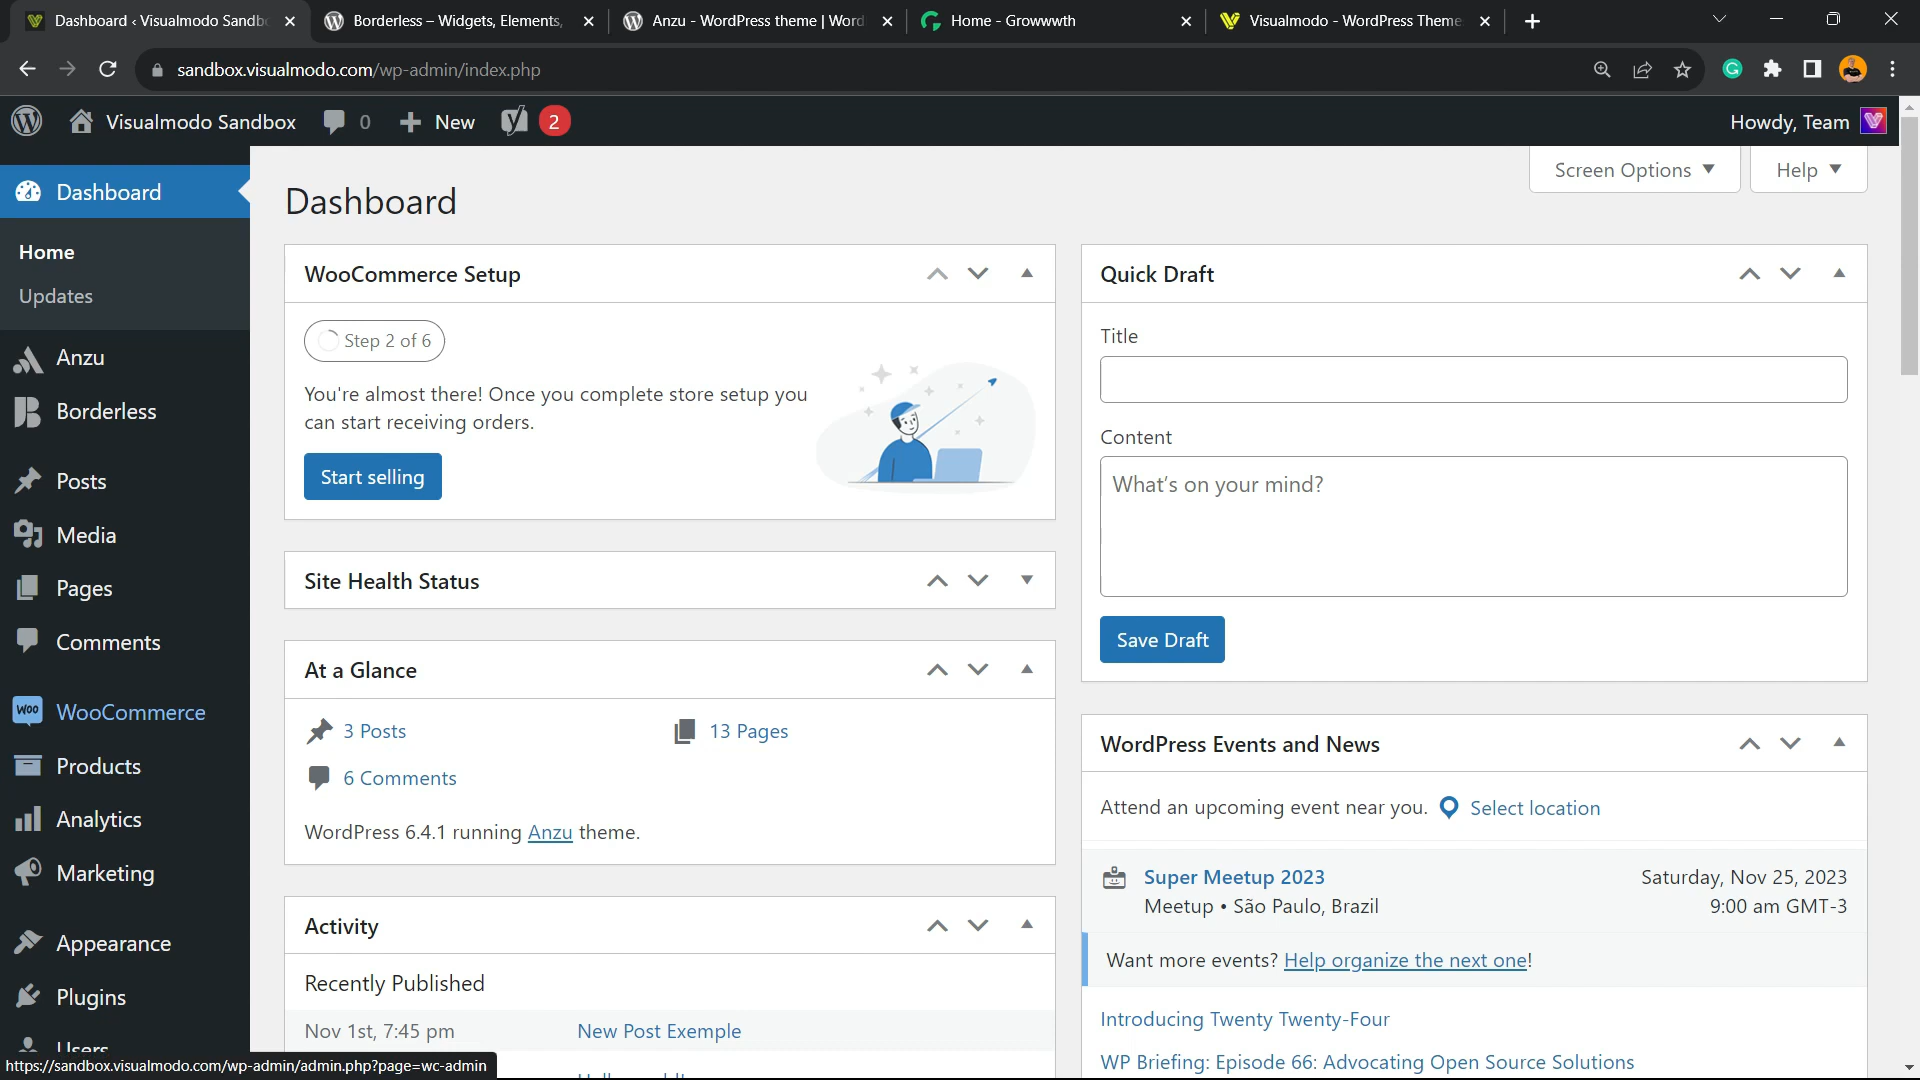 Dashboard ‹ Visualmodo Sandb
Borderless – Widgets, Elements,
Anzu - WordPress theme | Word
Home - Growwwth
Visualmodo - WordPress Theme
sandbox.visualmodo.com/wp-admin/index.php
Visualmodo Sandbox
0
New
2
Howdy, Team
Screen Options
Help
Dashboard
Home
Updates
Anzu
Borderless
Posts
Media
Pages
Comments
Woo
WooCommerce
Products
Analytics
Marketing
Appearance
Plugins
Users
Dashboard
WooCommerce Setup
Step 2 of 6
You're almost there! Once you complete store setup you
can start receiving orders.
Start selling
Site Health Status
At a Glance
3 Posts
13 Pages
6 Comments
WordPress 6.4.1 running Anzu theme.
Activity
Recently Published
Nov 1st, 7:45 pm
New Post Exemple
Quick Draft
Title
Content
What's on your mind?
Save Draft
WordPress Events and News
Attend an upcoming event near you.
Select location
Super Meetup 2023
Saturday, Nov 25, 2023
Meetup • São Paulo, Brazil
9:00 am GMT-3
Want more events? Help organize the next one!
Introducing Twenty Twenty-Four
WP Briefing: Episode 66: Advocating Open Source Solutions
https://sandbox.visualmodo.com/wp-admin/admin.php?page=wc-admin